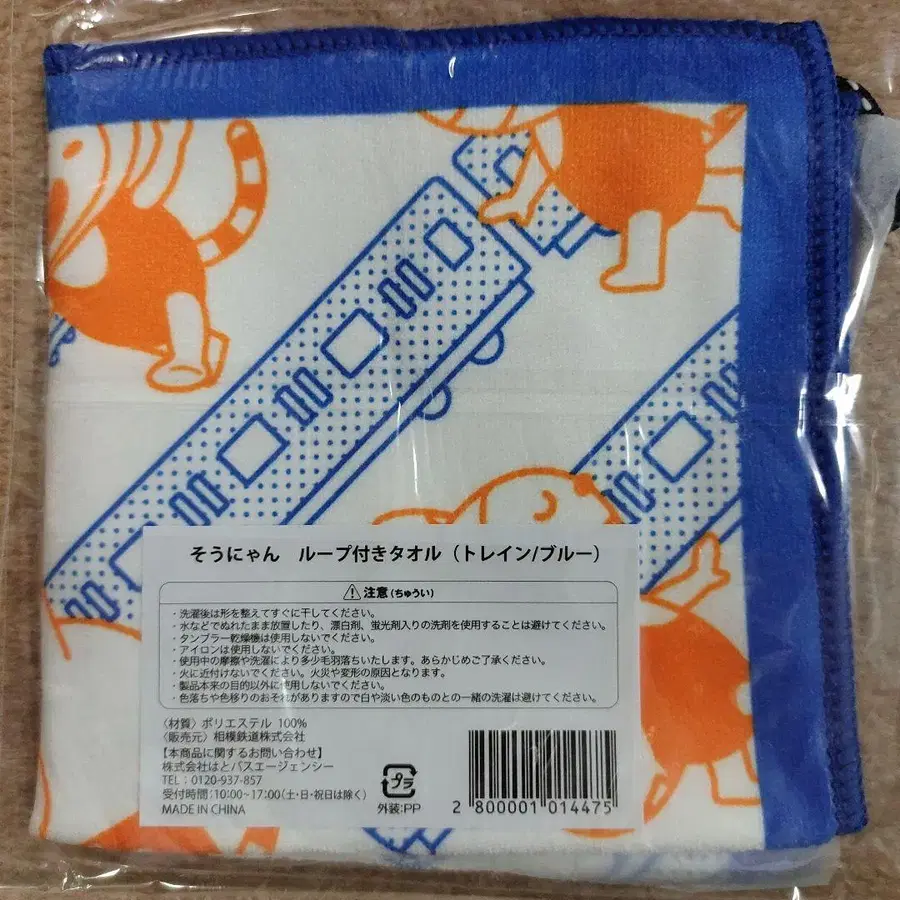 そうにゃん　ループ付きタオル（トレイン/ブルー）
注意（ちゅうい）
・洗濯後は形を整えてすぐに干してください。
・水などでぬれたまま放置したり、漂白剤、蛍光剤入りの洗剤を使用することは避けてください。
・タンブラー乾燥機は使用しないでください。
・アイロンは使用しないでください。
・使用中の摩擦や洗濯により多少毛羽落ちいたします。あらかじめご了承ください。
・火に近付けないでください。火災や変形の原因となります。
・製品本来の目的以外に使用しないでください。
・色落ちや色移りのおそれがありますので白や淡い色のものとの一緒の洗濯は避けてください。
〈材質〉ポリエステル 100%
〈販売元〉相模鉄道株式会社
【本商品に関するお問い合わせ】
株式会社はとバスエージェンシー
TEL：0120-937-857
受付時間：10:00~17:00（土・日・祝日は除く）
MADE IN CHINA
プラ
外装:PP
2 800001 014475